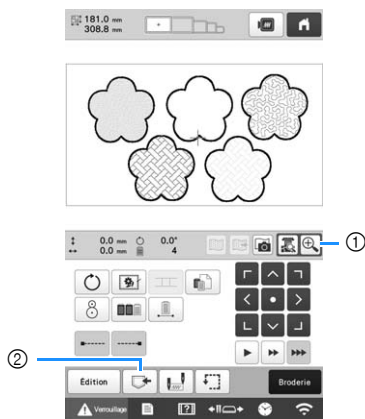 181.0 mm
308.8 mm
0.0 mm 0.0°
0.0 mm 4
①
②
Edition
Broderie
Verrouillage